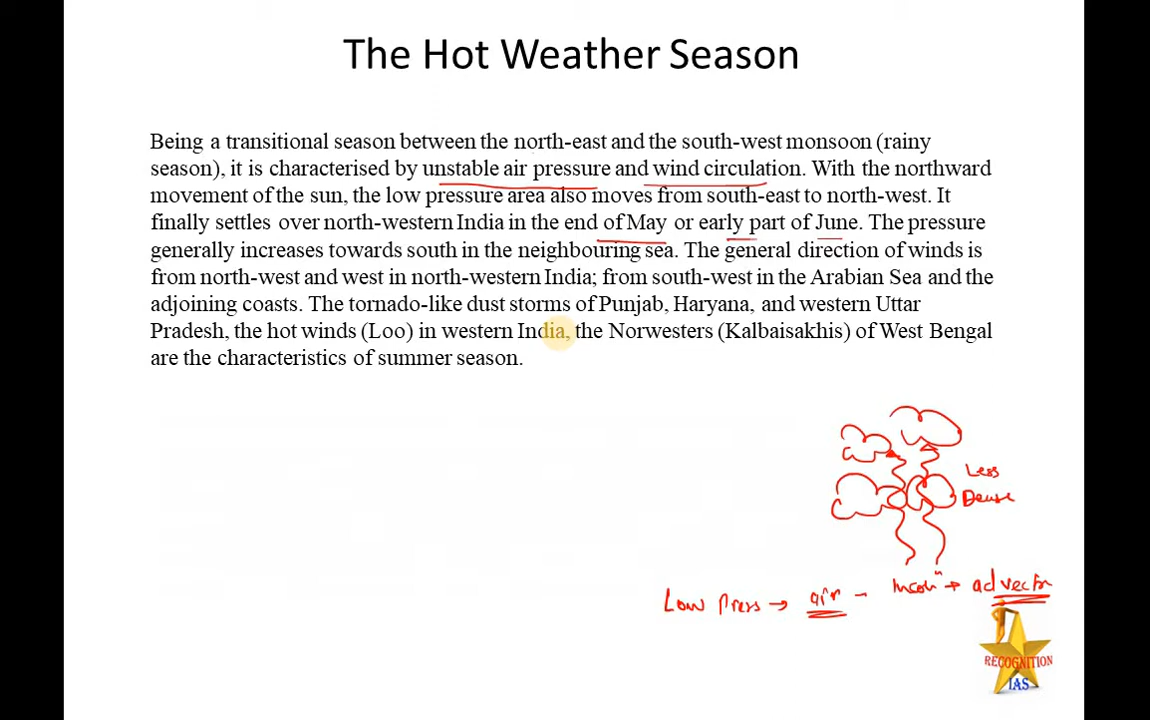 The Hot Weather Season
Being a transitional season between the north-east and the south-west monsoon (rainy
season), it is characterised by unstable air pressure and wind circulation. With the northward
movement of the sun, the low pressure area also moves from south-east to north-west. It
finally settles over north-western India in the end of May or early part of June. The pressure
generally increases towards south in the neighbouring sea. The general direction of winds is
from north-west and west in north-western India; from south-west in the Arabian Sea and the
adjoining coasts. The tornado-like dust storms of Punjab, Haryana, and western Uttar
Pradesh, the hot winds (Loo) in western India, the Norwesters (Kalbaisakhis) of West Bengal
are the characteristics of summer season.
Less
Dense
Low Press → air -
RECOGNITION
IAS